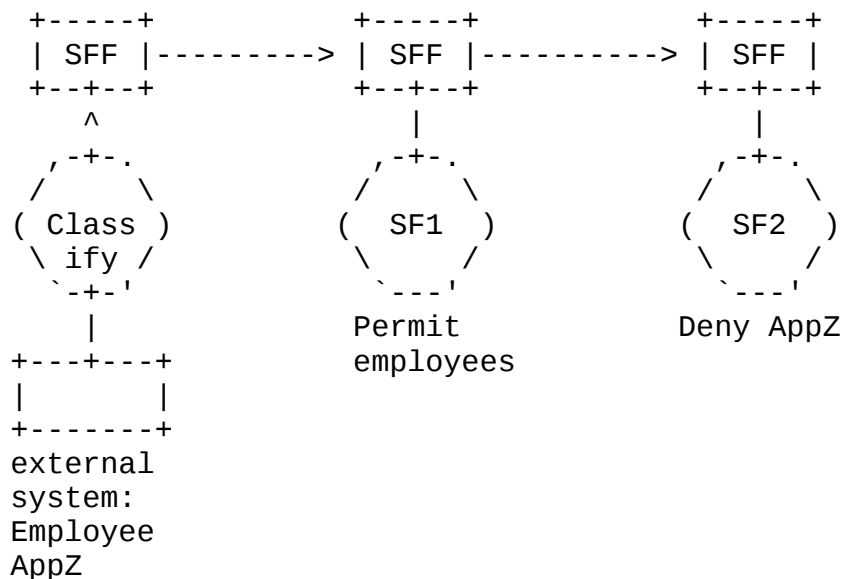 +-----+            +-----+             +-----+
| SFF |---------> | SFF |----------> | SFF |
+--+--+            +--+--+             +--+--+
^                  |                   |
,-+-.              ,-+-.               ,-+-.
/     \            /     \             /     \
( Class )          (  SF1  )           (  SF2  )
\ ify /            \     /             \     /
`-+-'              `---'               `---'
|              Permit             Deny AppZ
+---+---+          employees
|       |
+-------+
external
system:
Employee
AppZ